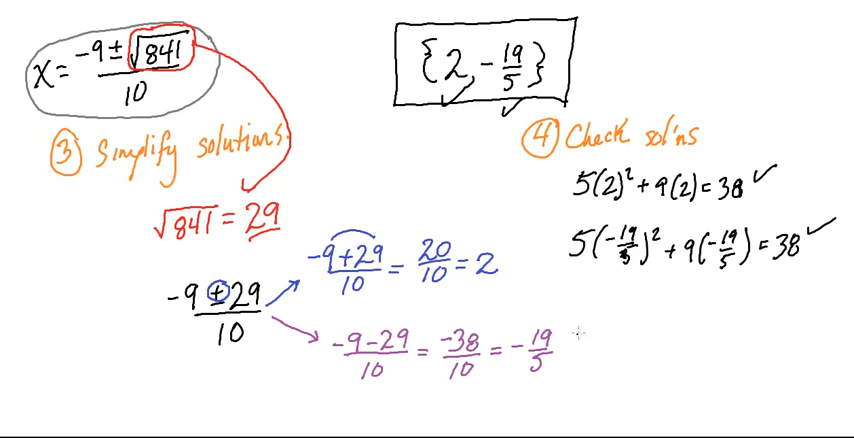 x = (-9 ± √841) / 10
{2, -19/5}
③ Simplify solutions.
√841 = 29
(-9 ± 29) / 10
(-9+29) / 10 = 20/10 = 2
(-9-29) / 10 = -38/10 = -19/5
④ Check sol'ns
5(2)² + 9(2) = 38 ✓
5(-19/5)² + 9(-19/5) = 38 ✓